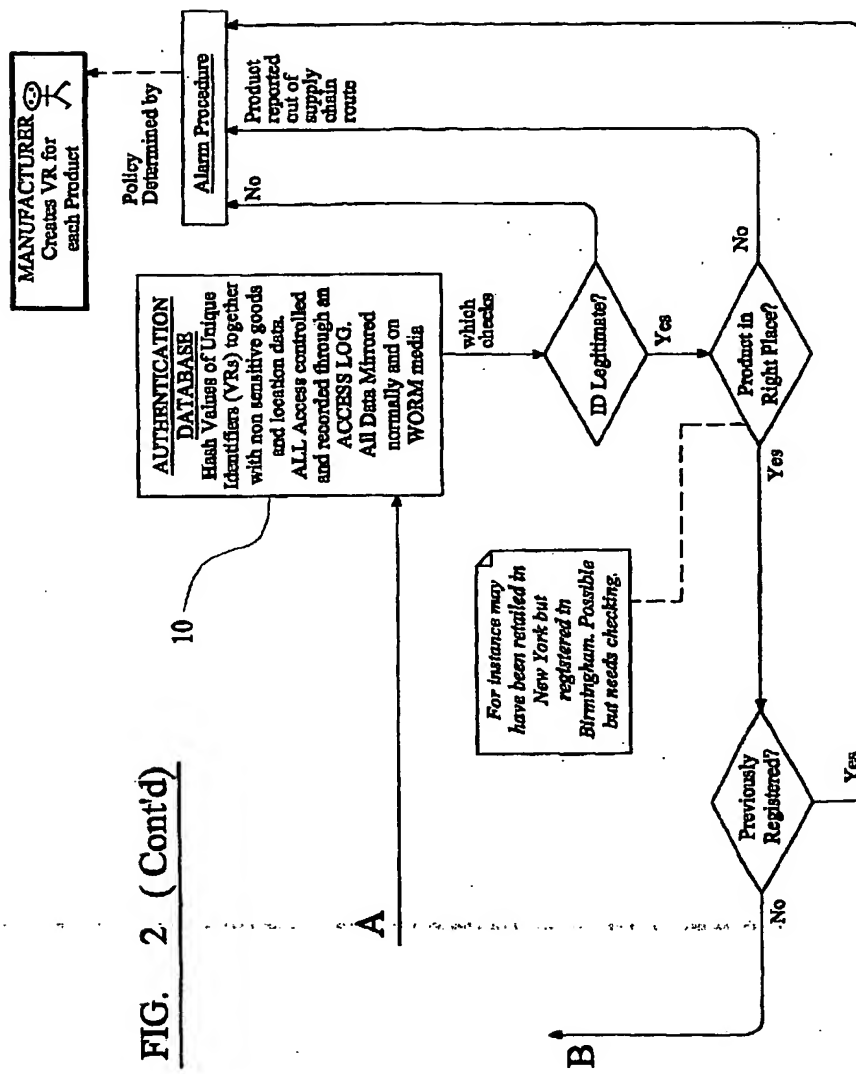 FIG. 2 (Cont'd)
MANUFACTURER
Creates VR for
each Product
Policy
Determined by
Alarm Procedure
No
Product
reported
out of
supply
chain
route
10
AUTHENTICATION
DATABASE
Hash Values of Unique
Identifiers (VRs) together
with non sensitive goods
and location data.
ALL Access controlled
and recorded through an
ACCESS LOG.
All Data Mirrored
normally and on
WORM media
A
which
checks
ID Legitimate?
Yes
Product in
Right Place?
No
Yes
For instance may
have been retailed in
New York but
registered in
Birmingham. Possible
but needs checking.
Previously
Registered?
Yes
No
B